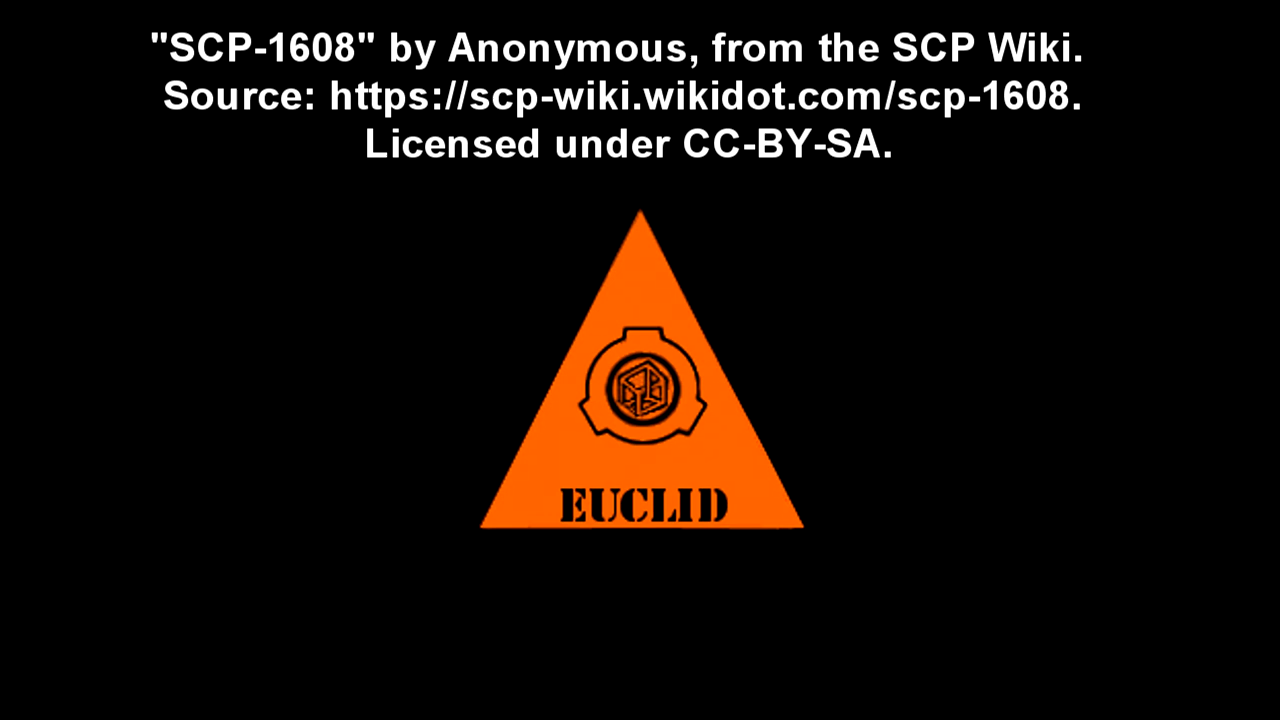 "SCP-1608" by Anonymous, from the SCP Wiki.
Source: https://scp-wiki.wikidot.com/scp-1608.
Licensed under CC-BY-SA.
EUCLID